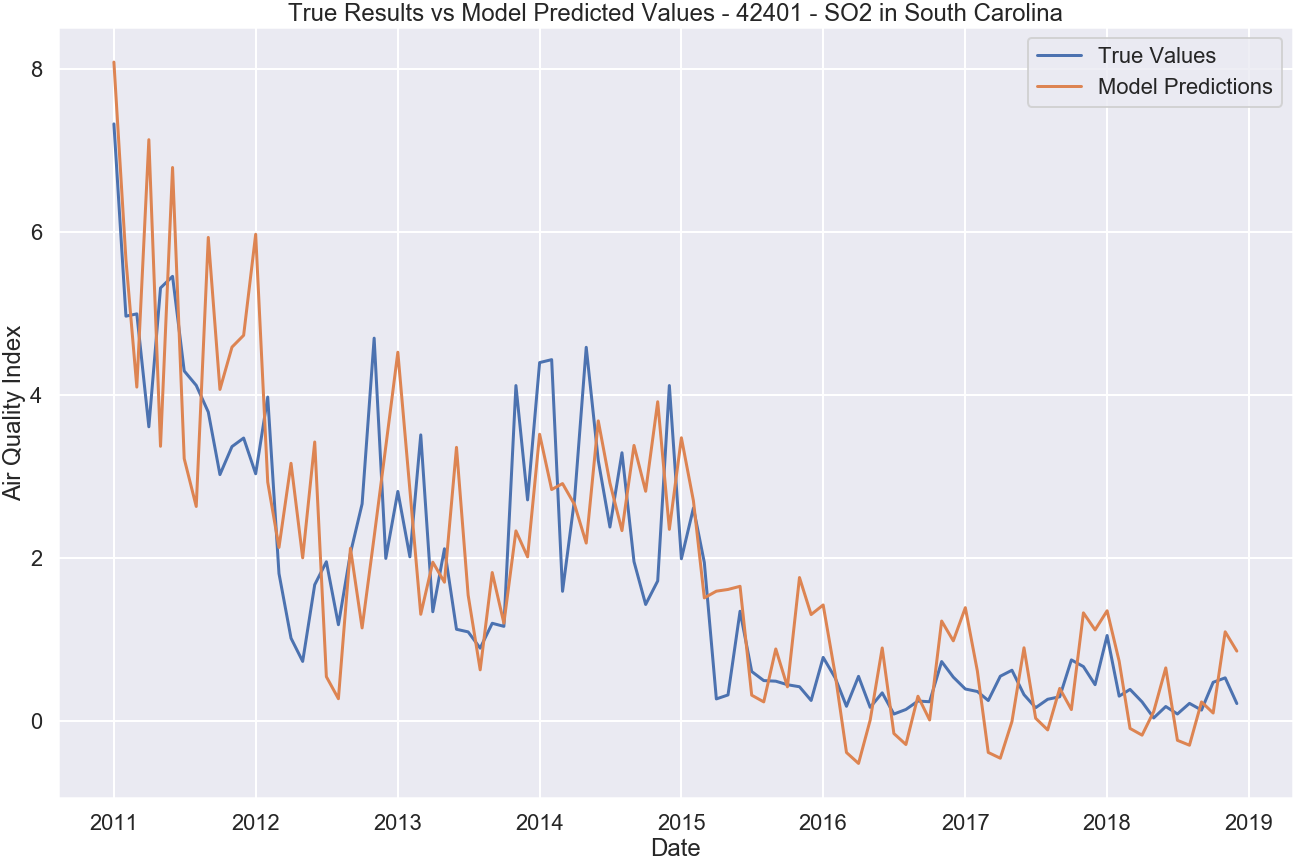 True Results vs Model Predicted Values - 42401 - SO2 in South Carolina
True Values
Model Predictions
Air Quality Index
8
6
4
2
0
2011 2012 2013 2014 2015 2016 2017 2018 2019
Date